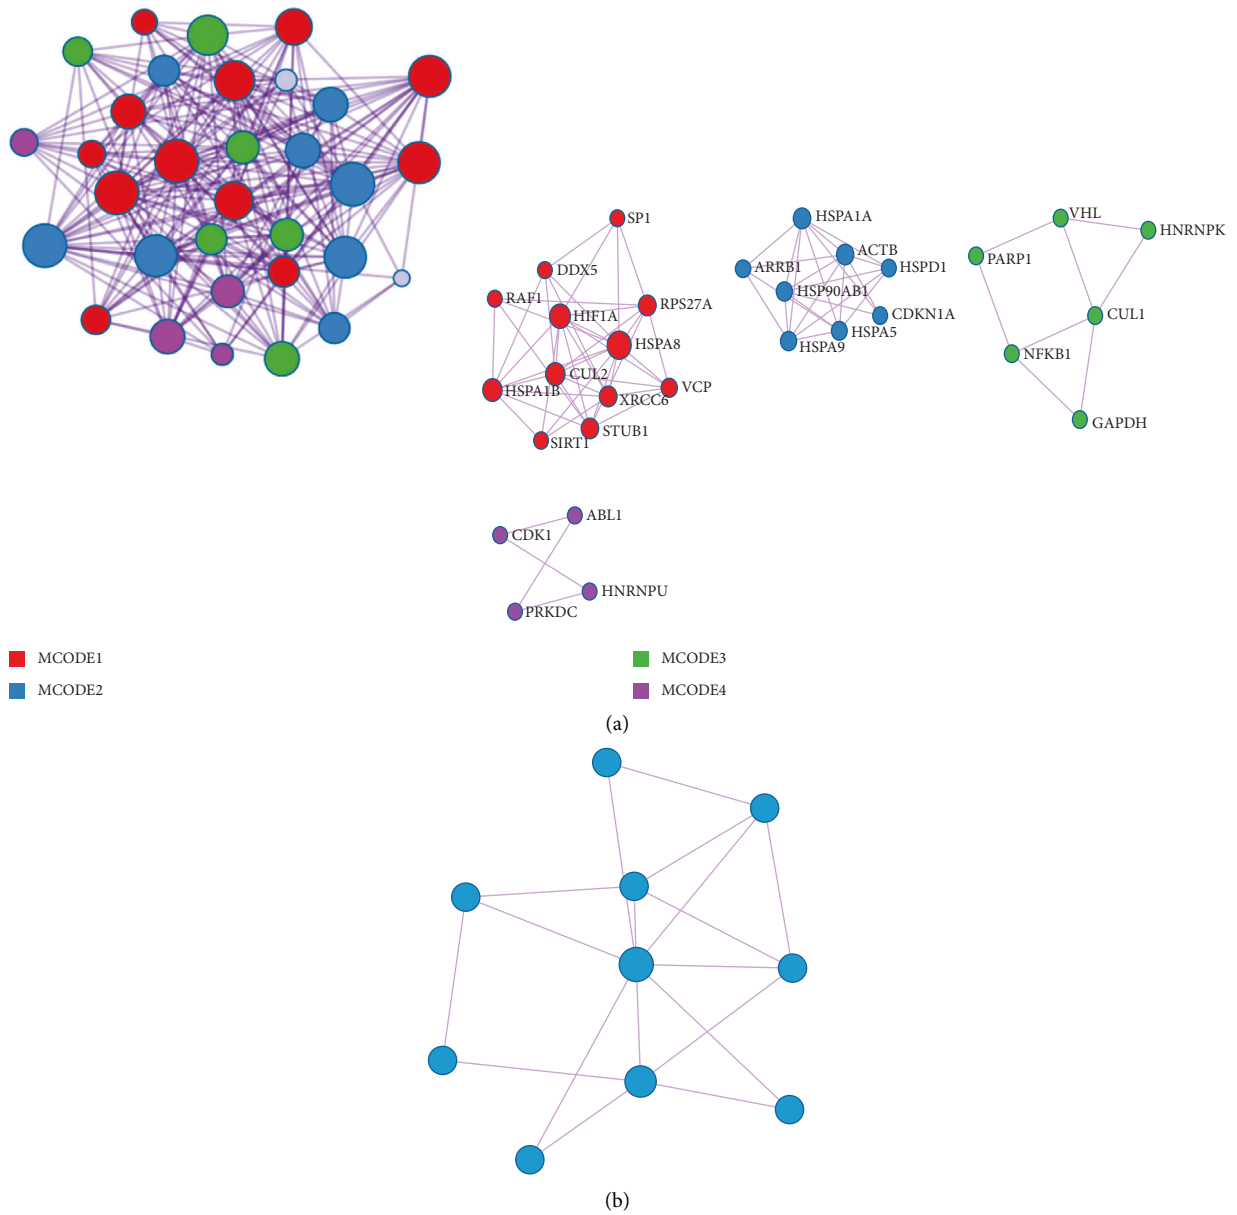 SP1
DDX5
RAF1
RPS27A
HIF1A
HSPA8
CUL2
HSPA1B
VCP
XRCC6
STUB1
SIRT1
HSPA1A
ACTB
ARRB1
HSPD1
HSP90AB1
CDKN1A
HSPA5
HSPA9
VHL
HNRNPK
PARP1
CUL1
NFKB1
GAPDH
ABL1
CDK1
HNRNPU
PRKDC
MCODE1
MCODE2
MCODE3
MCODE4
(a)
(b)